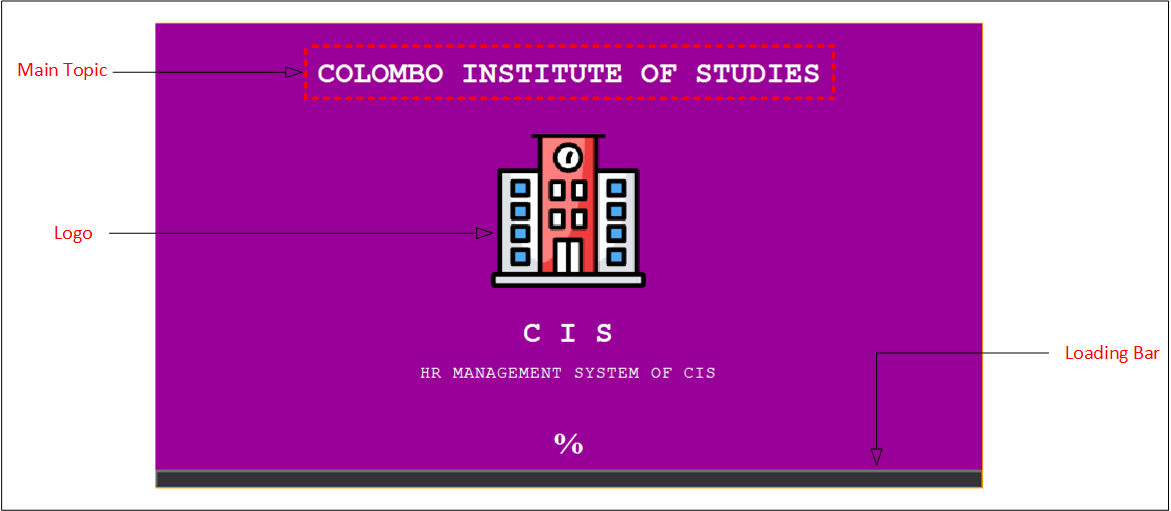 Main Topic
COLOMBO INSTITUTE OF STUDIES
Logo
C I S
Loading Bar
HR MANAGEMENT SYSTEM OF CIS
%